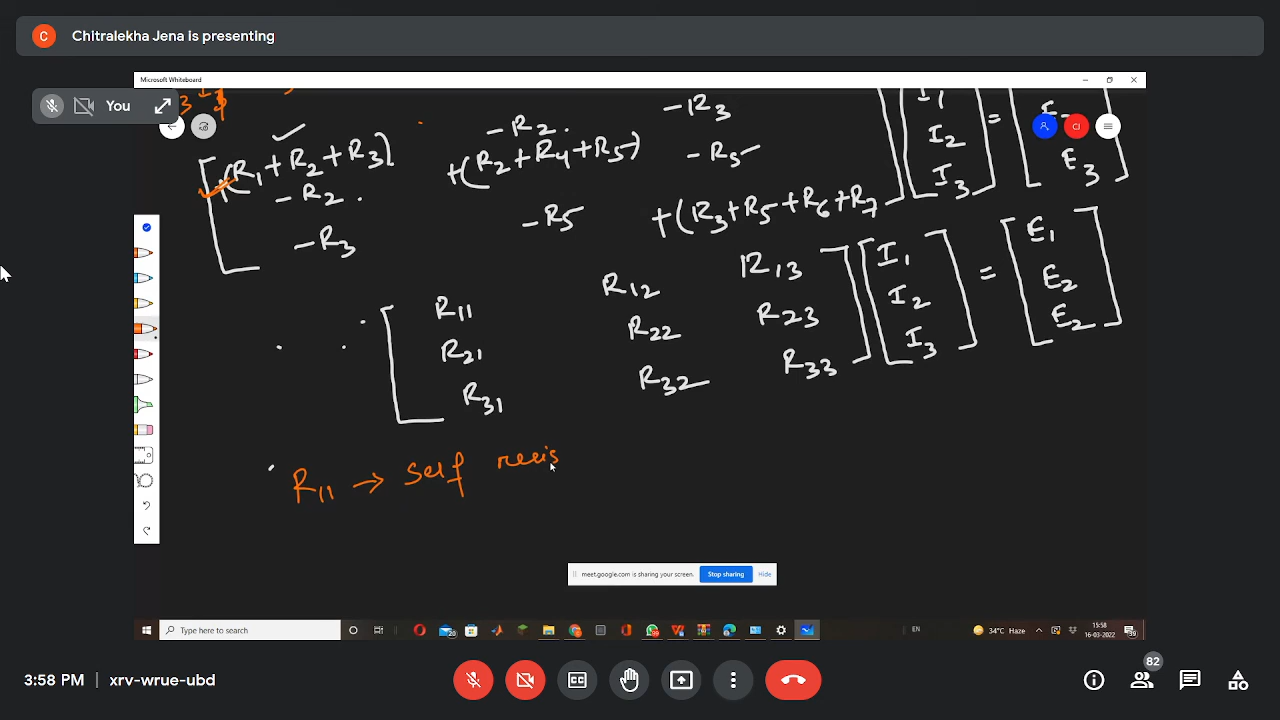 Chitralekha Jena is presenting
Microsoft Whiteboard
You
- R2 - R3
[ +(R1 + R2 + R3) +(R2 + R4 + R5) - R5 ] [ I1 I2 I3 ] = [ E3 ]
- R2
- R3 - R5 +(R3 + R5 + R6 + R7
[ R11 R12 R13 ] [ I1 ] = [ E1 ]
R21 R22 R23 I2 E2
R31 R32 R33 I3 E2
R11 → Self resis
meet.google.com is sharing your screen. Stop sharing Hide
Type here to search
EN
34°C Haze
15:58
16-03-2022
3:58 PM | xrv-wrue-ubd
82